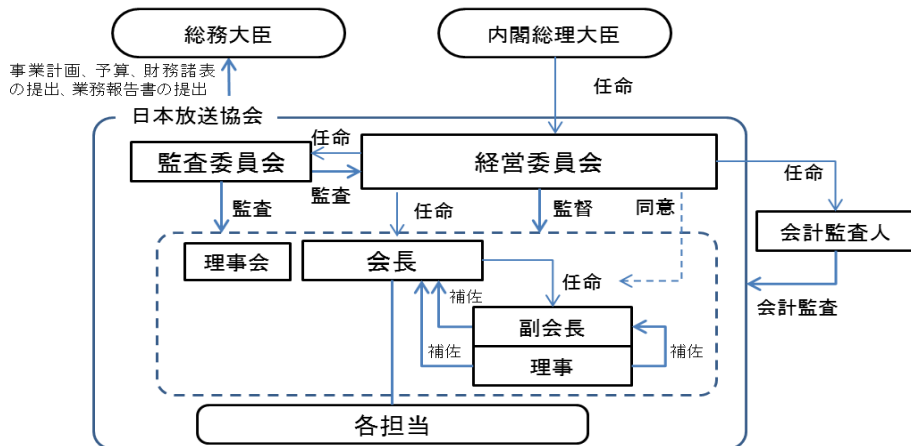 総務大臣
内閣総理大臣
事業計画、予算、財務諸表
の提出、業務報告書の提出
任命
日本放送協会
任命
監査委員会
経営委員会
監査
任命
監査
任命
監督
同意
会計監査人
理事会
会長
任命
会計監査
補佐
副会長
補佐
理事
補佐
各担当